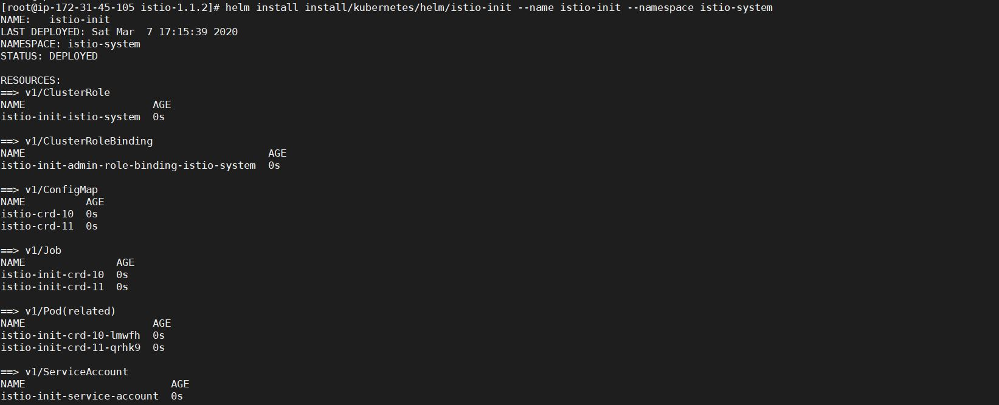 [root@ip-172-31-45-105 istio-1.1.2]# helm install install/kubernetes/helm/istio-init --name istio-init --namespace istio-system
NAME:   istio-init
LAST DEPLOYED: Sat Mar  7 17:15:39 2020
NAMESPACE: istio-system
STATUS: DEPLOYED

RESOURCES:
==> v1/ClusterRole
NAME                     AGE
istio-init-istio-system  0s

==> v1/ClusterRoleBinding
NAME                                        AGE
istio-init-admin-role-binding-istio-system  0s

==> v1/ConfigMap
NAME          AGE
istio-crd-10  0s
istio-crd-11  0s

==> v1/Job
NAME               AGE
istio-init-crd-10  0s
istio-init-crd-11  0s

==> v1/Pod(related)
NAME                     AGE
istio-init-crd-10-lmwfh  0s
istio-init-crd-11-qrhk9  0s

==> v1/ServiceAccount
NAME                        AGE
istio-init-service-account  0s